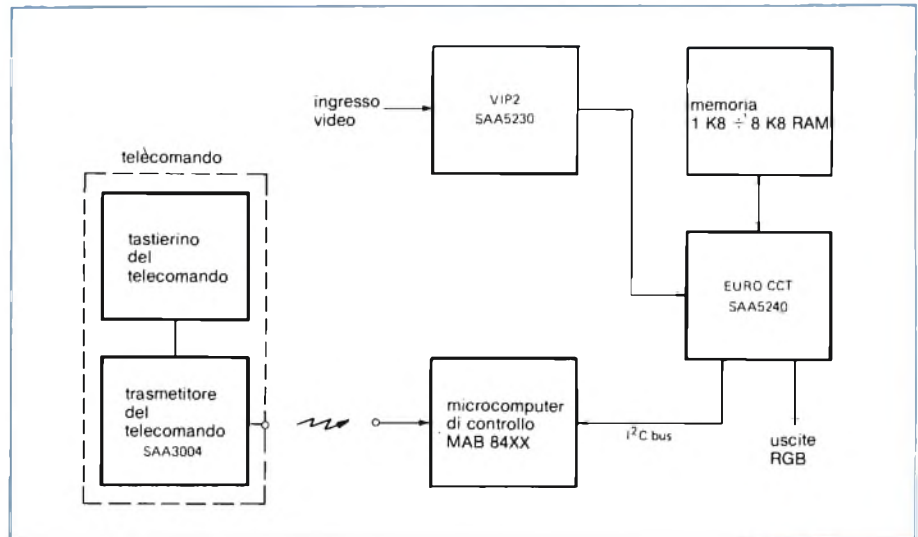 ingresso
video
VIP2
SAA5230
memoria
1 K8 ÷ 8 K8 RAM
telecomando
tastierino
del
telecomando
EURO CCT
SAA5240
trasmetitore
del
telecomando
SAA3004
microcomputer
di controllo
MAB 84XX
I²C bus
uscite
RGB